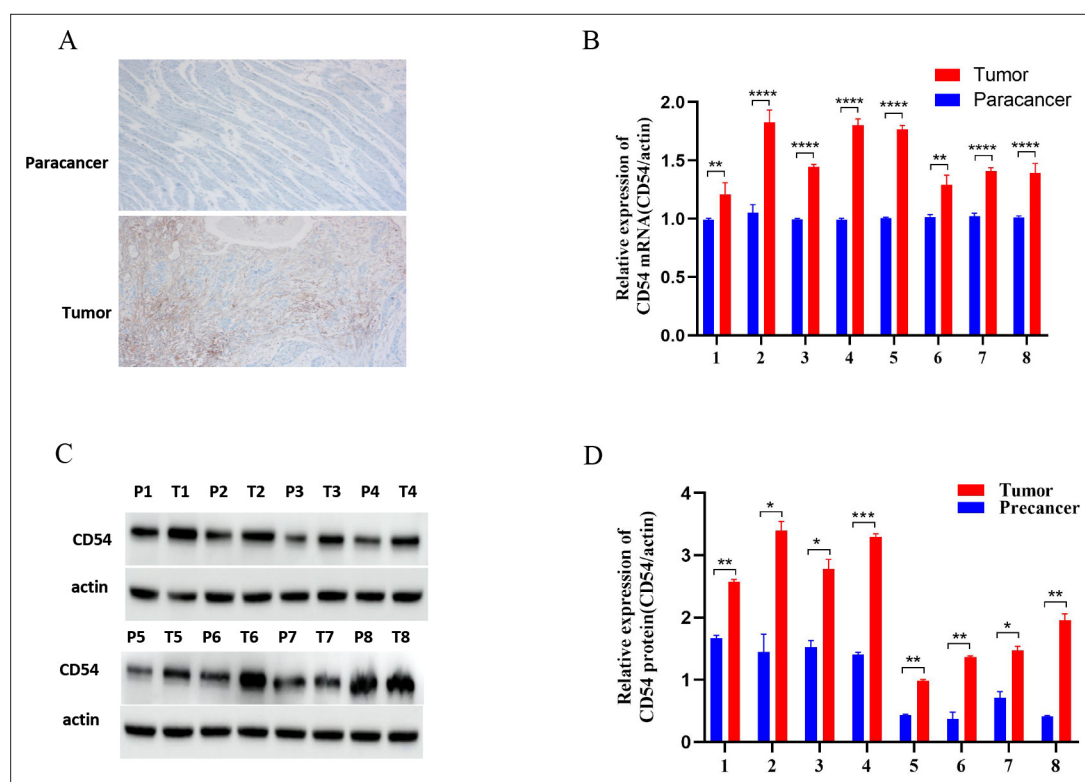 A
Paracancer
Tumor
B
Tumor
Paracancer
Relative expression of
CD54 mRNA(CD54/actin)
2.0
1.5
1.0
0.5
0.0
** **** **** **** **** ** **** ****
1 2 3 4 5 6 7 8
C
P1 T1 P2 T2 P3 T3 P4 T4
CD54
actin
P5 T5 P6 T6 P7 T7 P8 T8
CD54
actin
D
Tumor
Precancer
Relative expression of
CD54 protein(CD54/actin)
4
3
2
1
0
** * * *** ** ** * **
1 2 3 4 5 6 7 8